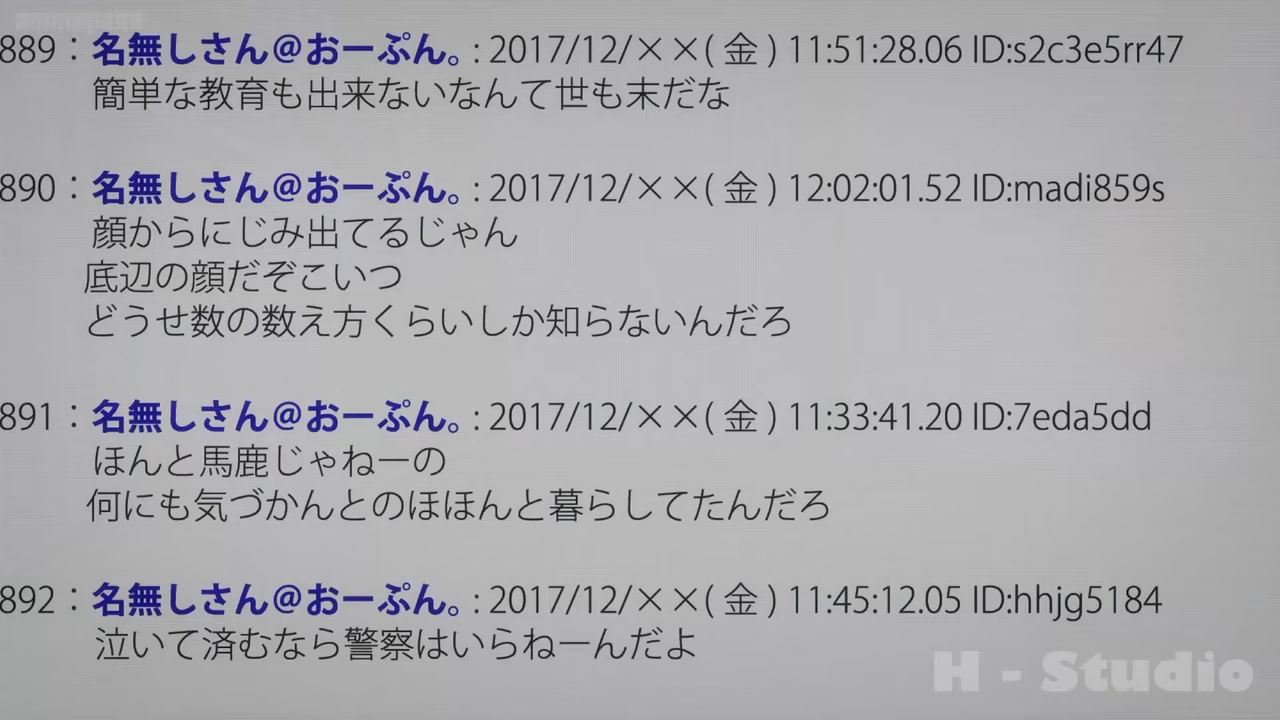 889：名無しさん＠おーぷん。: 2017/12/××( 金 ) 11:51:28.06 ID:s2c3e5rr47
簡単な教育も出来ないなんて世も末だな
890：名無しさん＠おーぷん。: 2017/12/××( 金 ) 12:02:01.52 ID:madi859s
顔からにじみ出てるじゃん
底辺の顔だぞこいつ
どうせ数の数え方くらいしか知らないんだろ
891：名無しさん＠おーぷん。: 2017/12/××( 金 ) 11:33:41.20 ID:7eda5dd
ほんと馬鹿じゃねーの
何にも気づかんとのほほんと暮らしてたんだろ
892：名無しさん＠おーぷん。: 2017/12/××( 金 ) 11:45:12.05 ID:hhjg5184
泣いて済むなら警察はいらねーんだよ
H - Studio